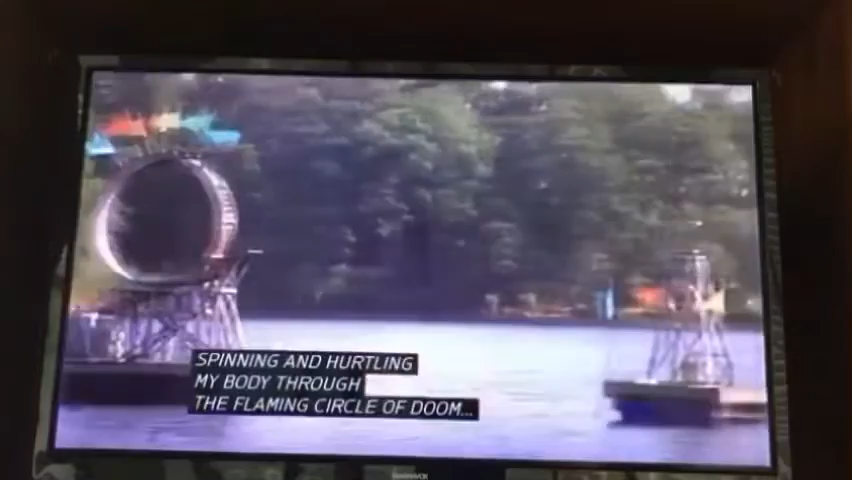 SPINNING AND HURTLING
MY BODY THROUGH
THE FLAMING CIRCLE OF DOOM...